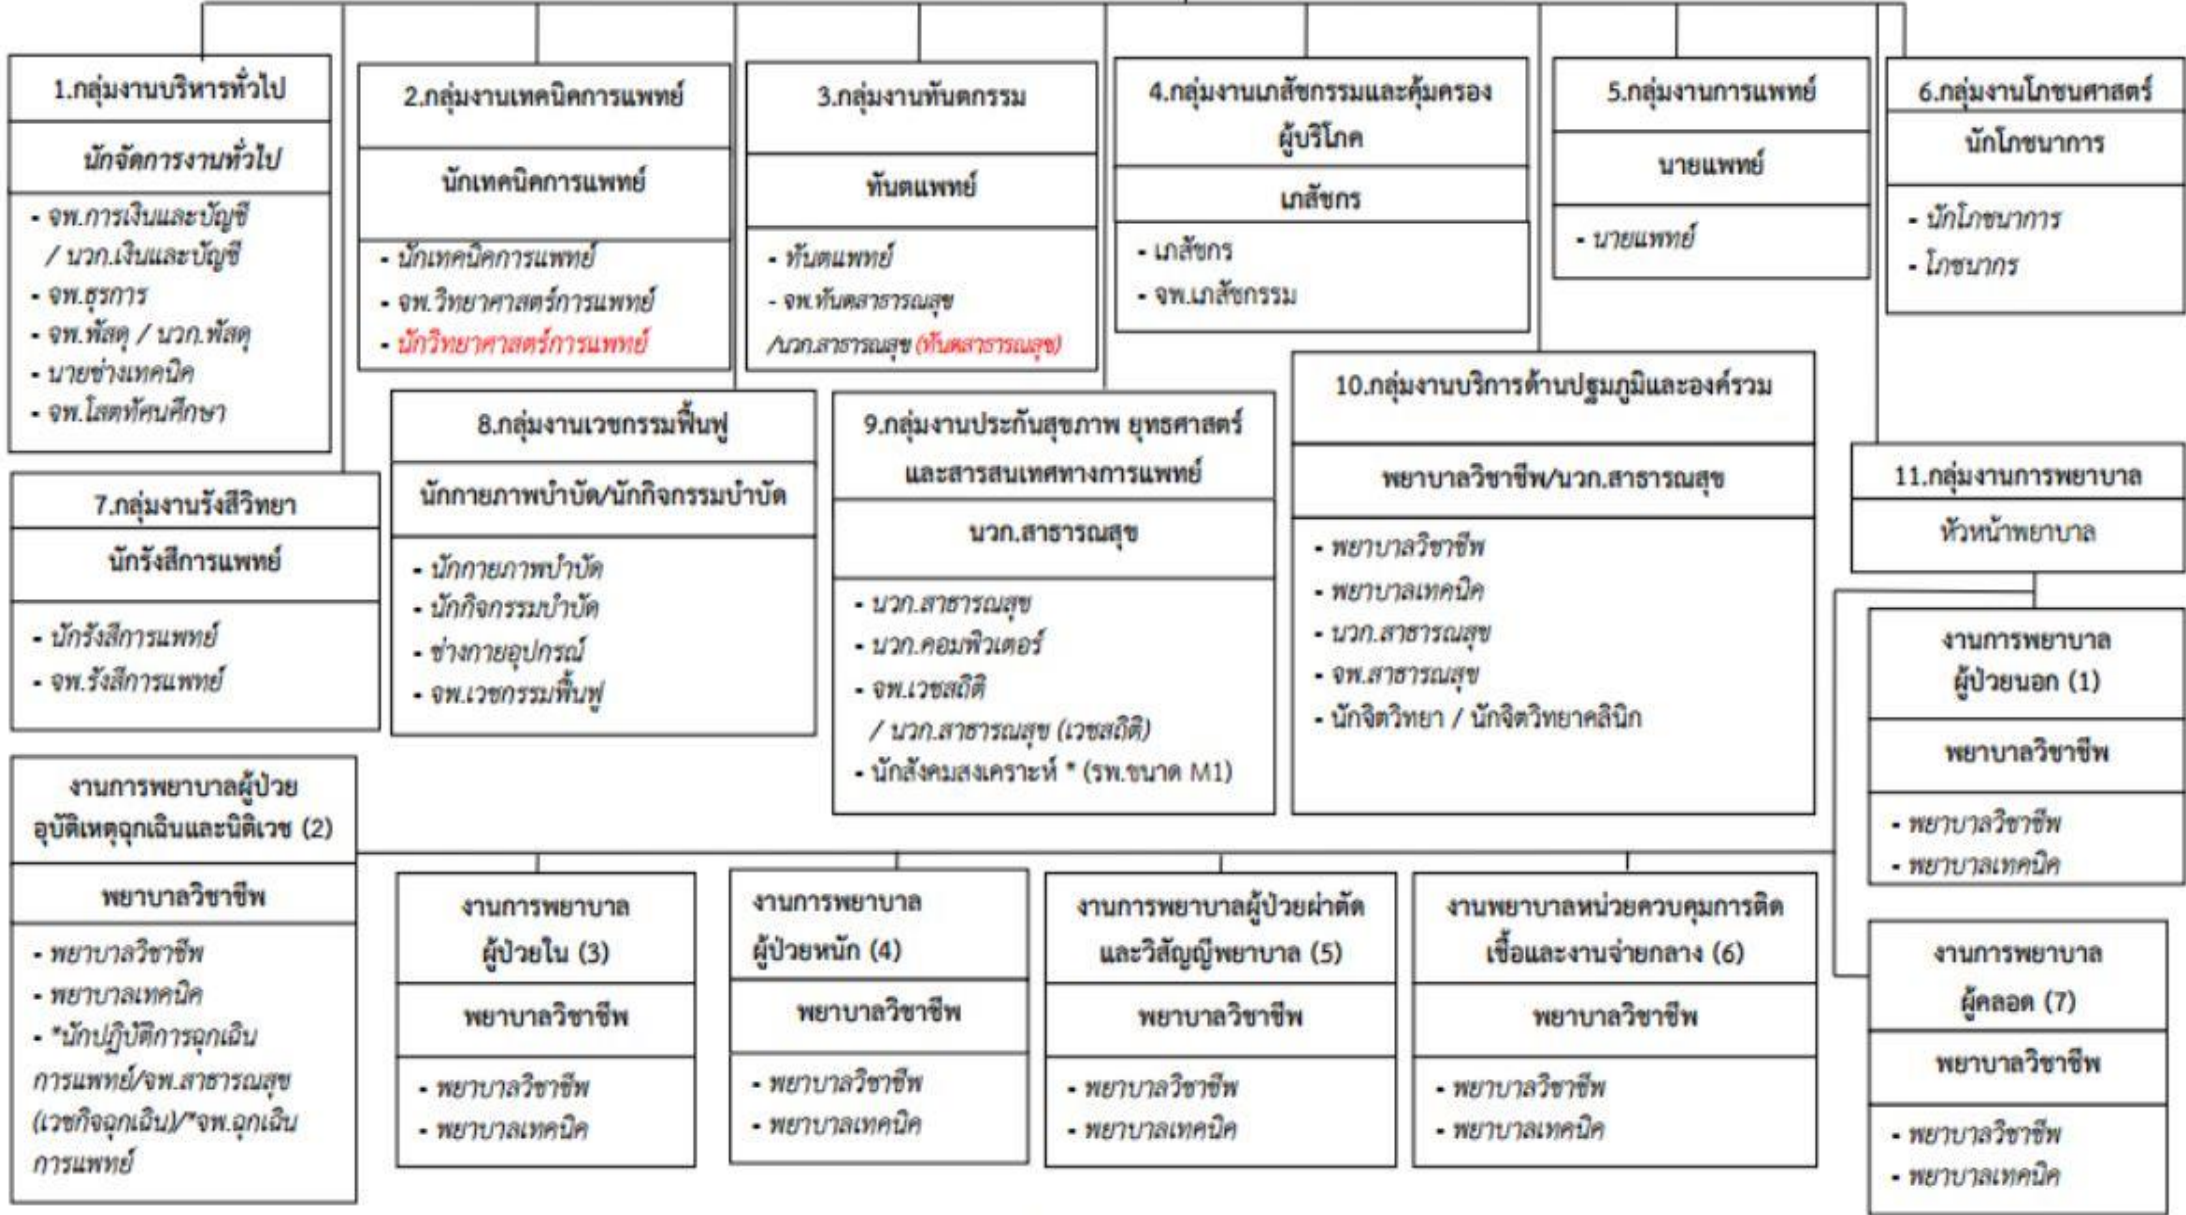 1.กลุ่มงานบริหารทั่วไป
นักจัดการงานทั่วไป
- จพ.การเงินและบัญชี
/ นวก.เงินและบัญชี
- จพ.ธุรการ
- จพ.พัสดุ / นวก.พัสดุ
- นายช่างเทคนิค
- จพ.โสตทัศนศึกษา
2.กลุ่มงานเทคนิคการแพทย์
นักเทคนิคการแพทย์
- นักเทคนิคการแพทย์
- จพ.วิทยาศาสตร์การแพทย์
- นักวิทยาศาสตร์การแพทย์
3.กลุ่มงานทันตกรรม
ทันตแพทย์
- ทันตแพทย์
- จพ.ทันตสาธารณสุข
/นวก.สาธารณสุข (ทันตสาธารณสุข)
4.กลุ่มงานเภสัชกรรมและคุ้มครอง
ผู้บริโภค
เภสัชกร
- เภสัชกร
- จพ.เภสัชกรรม
5.กลุ่มงานการแพทย์
นายแพทย์
- นายแพทย์
6.กลุ่มงานโภชนศาสตร์
นักโภชนาการ
- นักโภชนาการ
- โภชนากร
7.กลุ่มงานรังสีวิทยา
นักรังสีการแพทย์
- นักรังสีการแพทย์
- จพ.รังสีการแพทย์
8.กลุ่มงานเวชกรรมฟื้นฟู
นักกายภาพบำบัด/นักกิจกรรมบำบัด
- นักกายภาพบำบัด
- นักกิจกรรมบำบัด
- ช่างกายอุปกรณ์
- จพ.เวชกรรมฟื้นฟู
9.กลุ่มงานประกันสุขภาพ ยุทธศาสตร์
และสารสนเทศทางการแพทย์
นวก.สาธารณสุข
- นวก.สาธารณสุข
- นวก.คอมพิวเตอร์
- จพ.เวชสถิติ
/ นวก.สาธารณสุข (เวชสถิติ)
- นักสังคมสงเคราะห์ * (รพ.ขนาด M1)
10.กลุ่มงานบริการด้านปฐมภูมิและองค์รวม
พยาบาลวิชาชีพ/นวก.สาธารณสุข
- พยาบาลวิชาชีพ
- พยาบาลเทคนิค
- นวก.สาธารณสุข
- จพ.สาธารณสุข
- นักจิตวิทยา / นักจิตวิทยาคลินิก
11.กลุ่มงานการพยาบาล
หัวหน้าพยาบาล
งานการพยาบาล
ผู้ป่วยนอก (1)
พยาบาลวิชาชีพ
- พยาบาลวิชาชีพ
- พยาบาลเทคนิค
งานการพยาบาลผู้ป่วย
อุบัติเหตุฉุกเฉินและนิติเวช (2)
พยาบาลวิชาชีพ
- พยาบาลวิชาชีพ
- พยาบาลเทคนิค
- *นักปฏิบัติการฉุกเฉิน
การแพทย์/จพ.สาธารณสุข
(เวชกิจฉุกเฉิน)/*จพ.ฉุกเฉิน
การแพทย์
งานการพยาบาล
ผู้ป่วยใน (3)
พยาบาลวิชาชีพ
- พยาบาลวิชาชีพ
- พยาบาลเทคนิค
งานการพยาบาล
ผู้ป่วยหนัก (4)
พยาบาลวิชาชีพ
- พยาบาลวิชาชีพ
- พยาบาลเทคนิค
งานการพยาบาลผู้ป่วยผ่าตัด
และวิสัญญีพยาบาล (5)
พยาบาลวิชาชีพ
- พยาบาลวิชาชีพ
- พยาบาลเทคนิค
งานพยาบาลหน่วยควบคุมการติด
เชื้อและงานจ่ายกลาง (6)
พยาบาลวิชาชีพ
- พยาบาลวิชาชีพ
- พยาบาลเทคนิค
งานการพยาบาล
ผู้คลอด (7)
พยาบาลวิชาชีพ
- พยาบาลวิชาชีพ
- พยาบาลเทคนิค